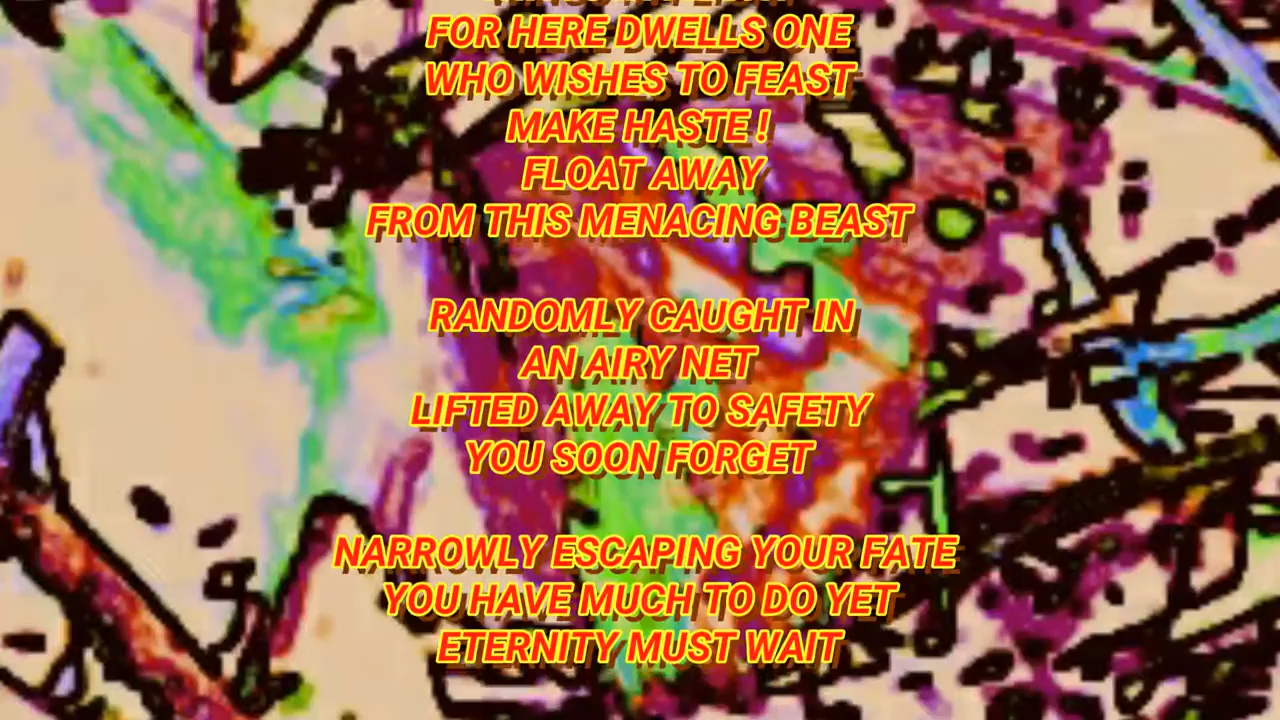 FOR HERE DWELLS ONE
WHO WISHES TO FEAST
MAKE HASTE !
FLOAT AWAY
FROM THIS MENACING BEAST
RANDOMLY CAUGHT IN
AN AIRY NET
LIFTED AWAY TO SAFETY
YOU SOON FORGET
NARROWLY ESCAPING YOUR FATE
YOU HAVE MUCH TO DO YET
ETERNITY MUST WAIT